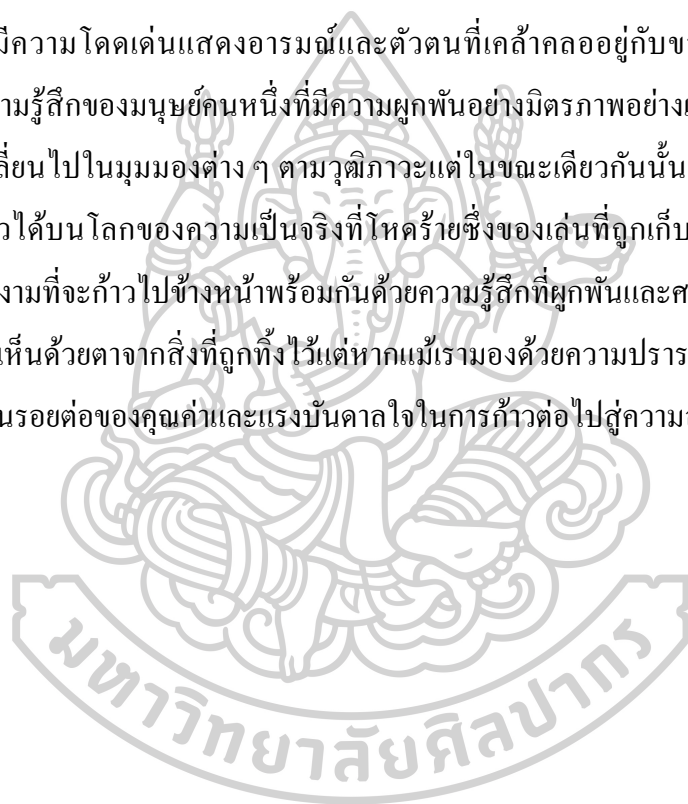 มีความโดดเด่นแสดงอารมณ์และตัวตนที่เคล้าคลออยู่กับขอ
ามรู้สึกของมนุษย์คนหนึ่งที่มีความผูกพันอย่างมิตรภาพอย่างแ
ลี่ยนไปในมุมมองต่าง ๆ ตามวุฒิภาวะแต่ในขณะเดียวกันนั้น
วได้บนโลกของความเป็นจริงที่โหดร้ายซึ่งของเล่นที่ถูกเก็บ
งามที่จะก้าวไปข้างหน้าพร้อมกันด้วยความรู้สึกที่ผูกพันและศ
เห็นด้วยตาจากสิ่งที่ถูกทิ้งไว้แต่หากแม้เรามองด้วยความปราร
นรอยต่อของคุณค่าและแรงบันดาลใจในการก้าวต่อไปสู่ความ
มหาวิทยาลัยศิลปากร